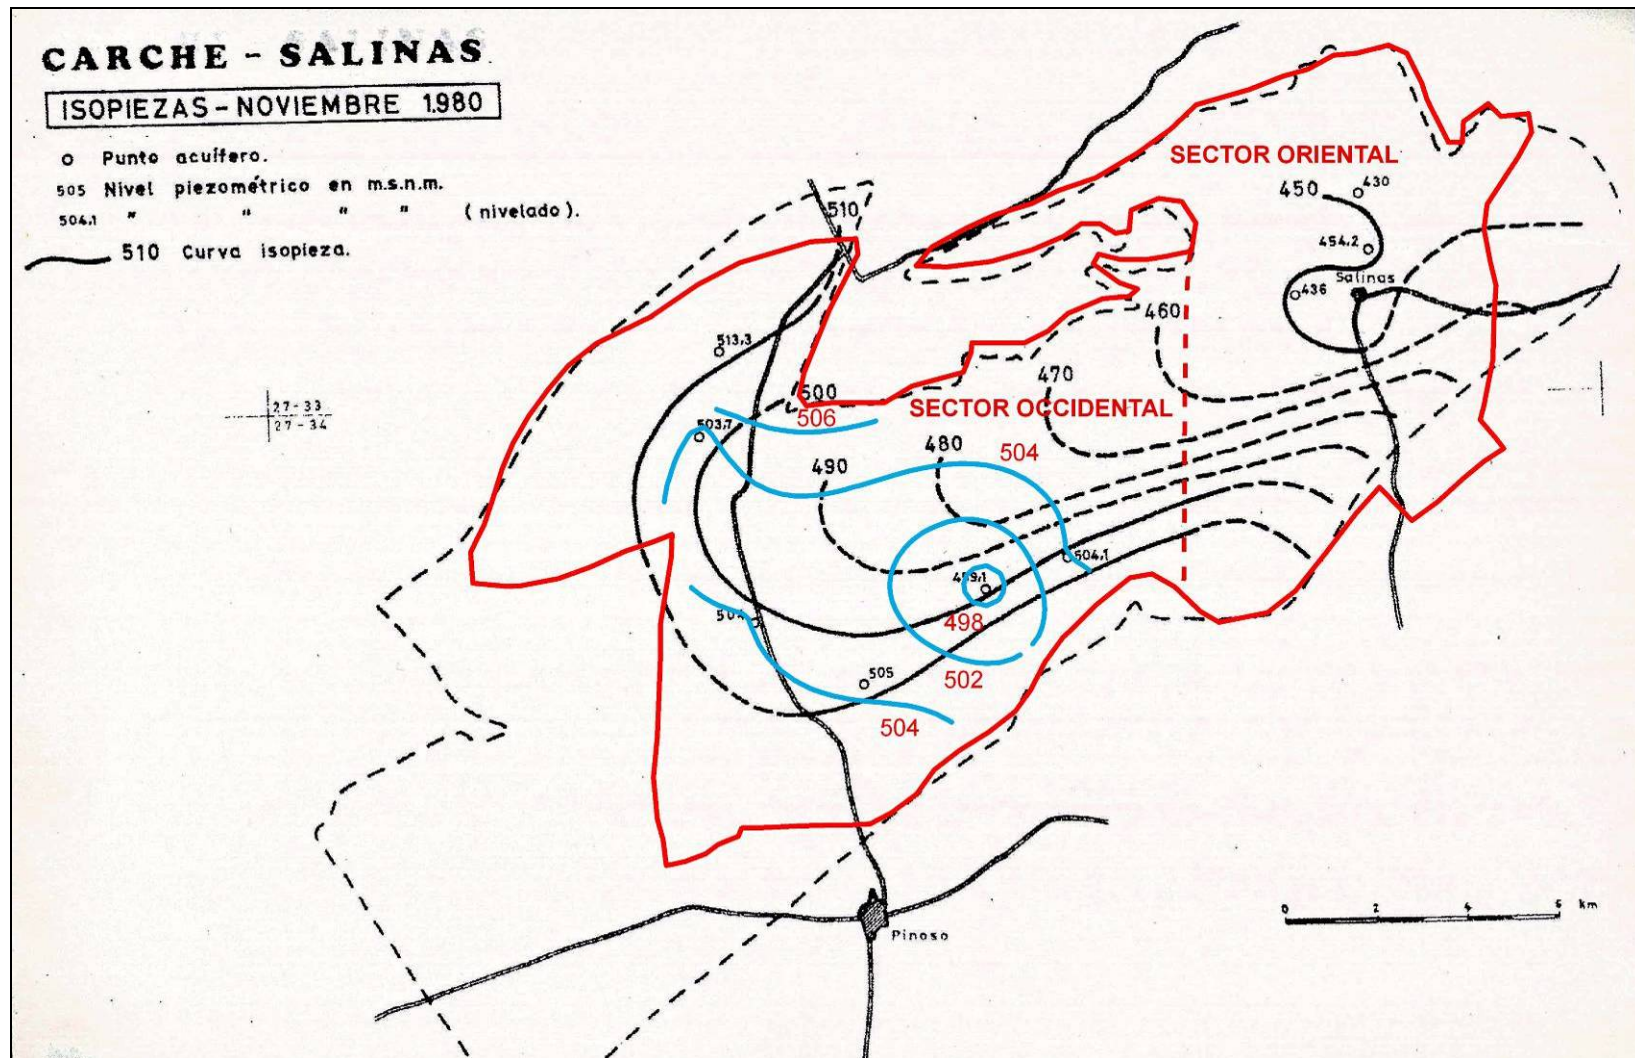 CARCHE - SALINAS
ISOPIEZAS - NOVIEMBRE 1.980
o Punto acuífero.
505 Nivel piezométrico en m.s.n.m.
504.1 " " " " (nivelado).
510 Curva isopieza.
SECTOR ORIENTAL
450
430
510
454,2
Salinas
436
460
513,3
470
500
27-33
27-34
SECTOR OCCIDENTAL
506
503,7
480
504
490
504,1
498
504
502
505
504
0 2 4 6 km
Pinoso